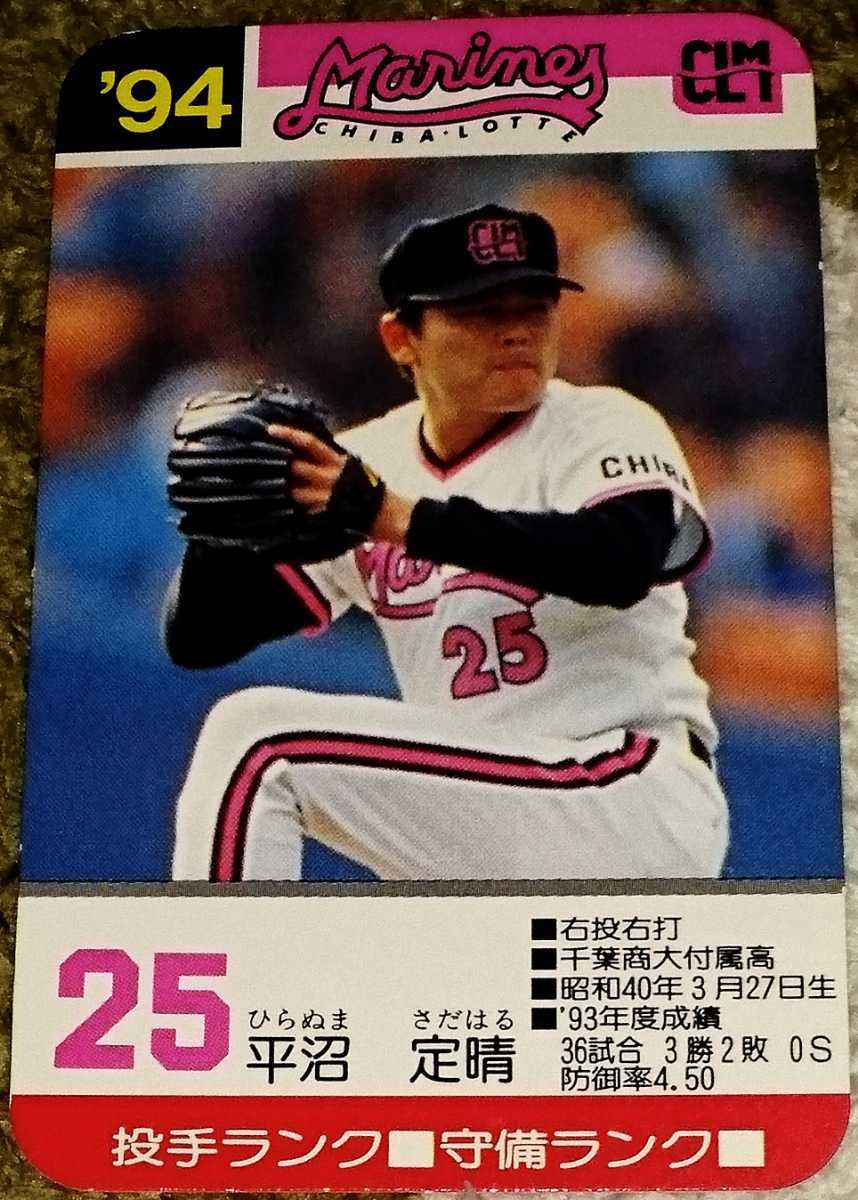 '94
Marines
CHIBA·LOTTE
CLM
CHIBA
25
25
ひらぬま さだはる
平沼 定晴
■右投右打
■千葉商大付属高
■昭和40年3月27日生
■'93年度成績
36試合 3勝2敗 0S
防御率4.50
投手ランク■守備ランク■